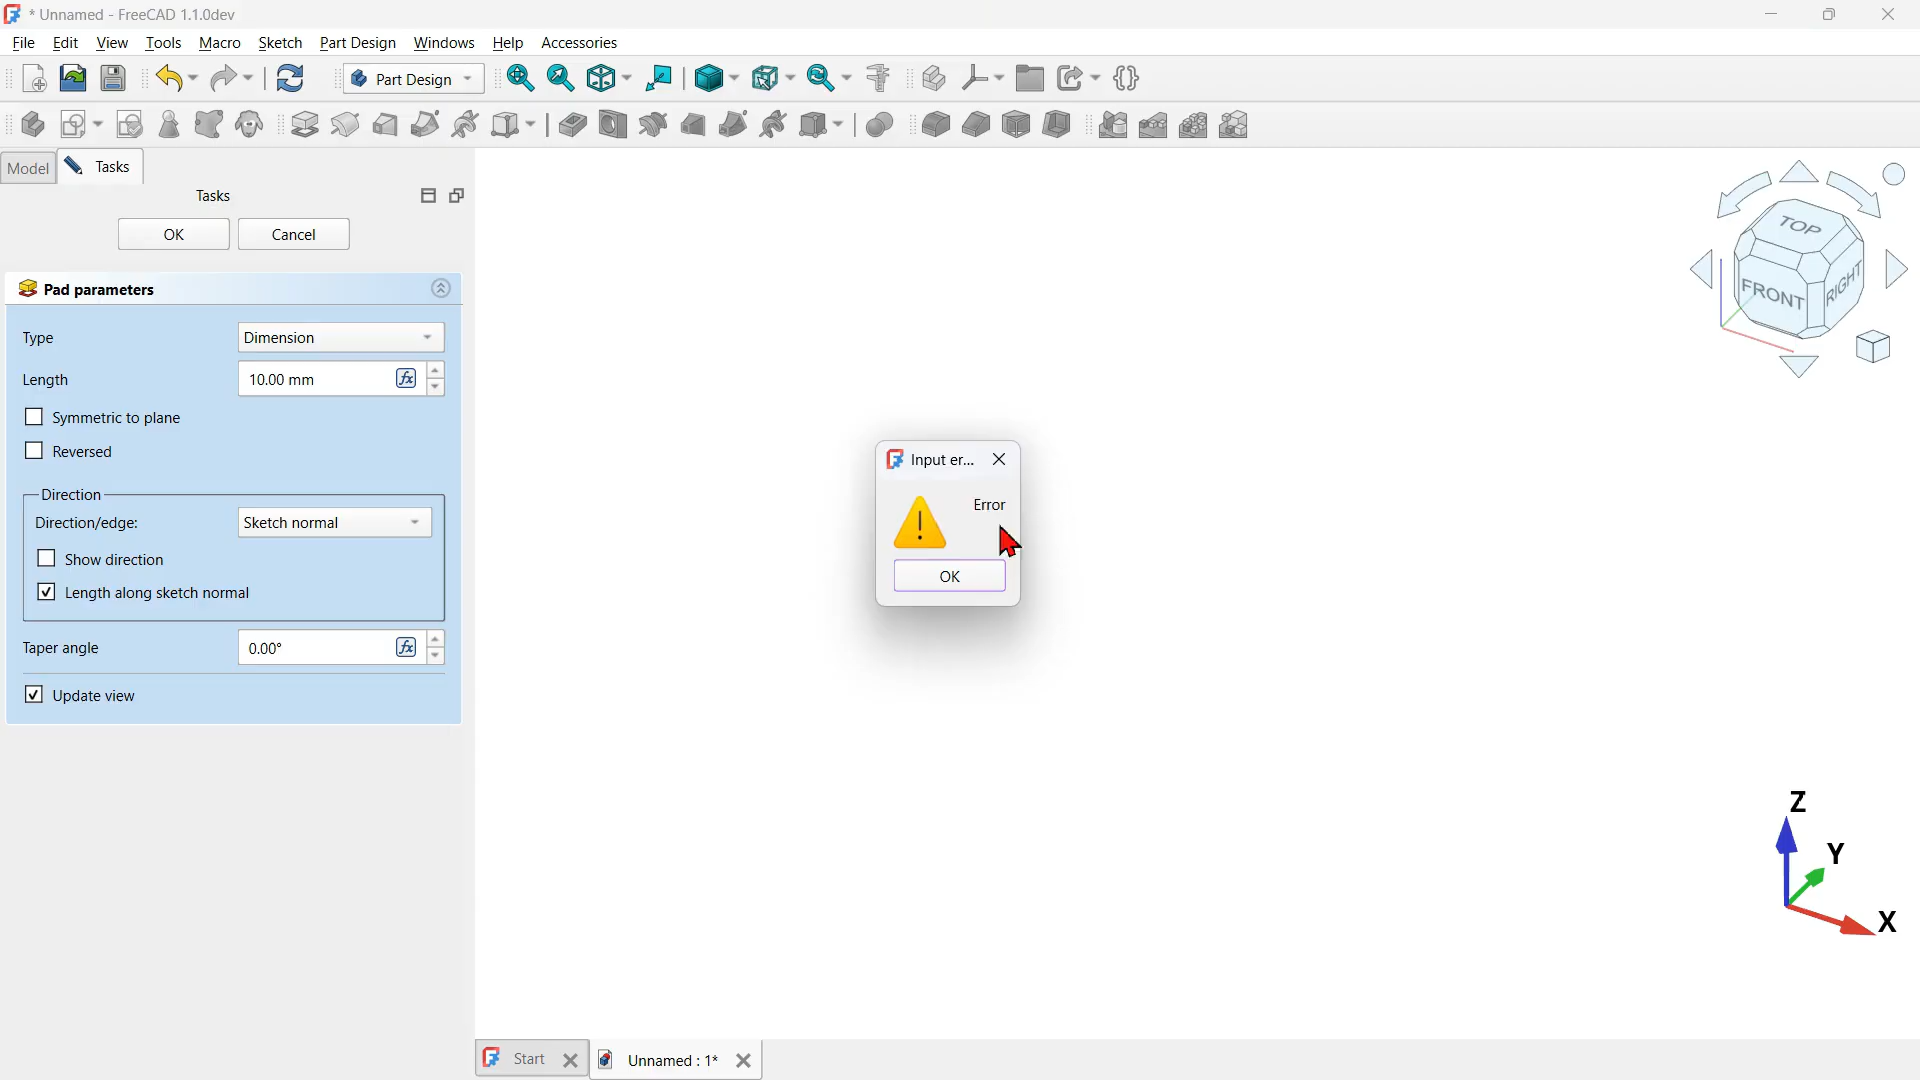 * Unnamed - FreeCAD 1.1.0dev
File Edit View Tools Macro Sketch Part Design Windows Help Accessories
Part Design
Model Tasks
Tasks
OK Cancel
Pad parameters
Type Dimension
Length 10.00 mm
Symmetric to plane
Reversed
Direction
Direction/edge: Sketch normal
Show direction
Length along sketch normal
Taper angle 0.00°
Update view
Input er...
Error
OK
TOP
FRONT RIGHT
Z
Y
X
Start Unnamed : 1*